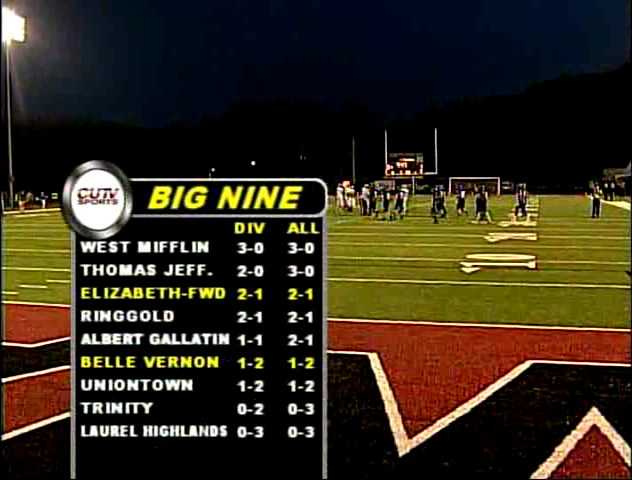 CUTV
SPORTS
BIG NINE
DIV ALL
WEST MIFFLIN 3-0 3-0
THOMAS JEFF. 2-0 3-0
ELIZABETH-FWD 2-1 2-1
RINGGOLD 2-1 2-1
ALBERT GALLATIN 1-1 2-1
BELLE VERNON 1-2 1-2
UNIONTOWN 1-2 1-2
TRINITY 0-2 0-3
LAUREL HIGHLANDS 0-3 0-3